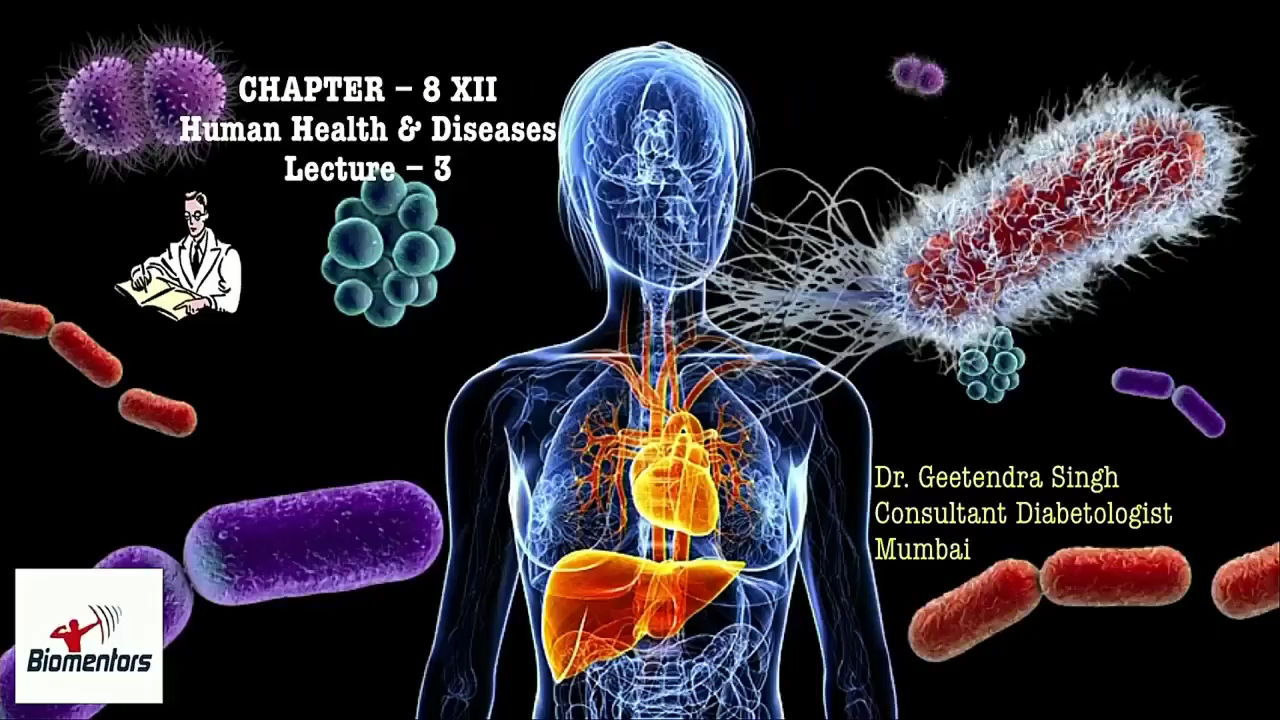 CHAPTER – 8 XII
Human Health & Diseases
Lecture – 3
Dr. Geetendra Singh
Consultant Diabetologist
Mumbai
Biomentors